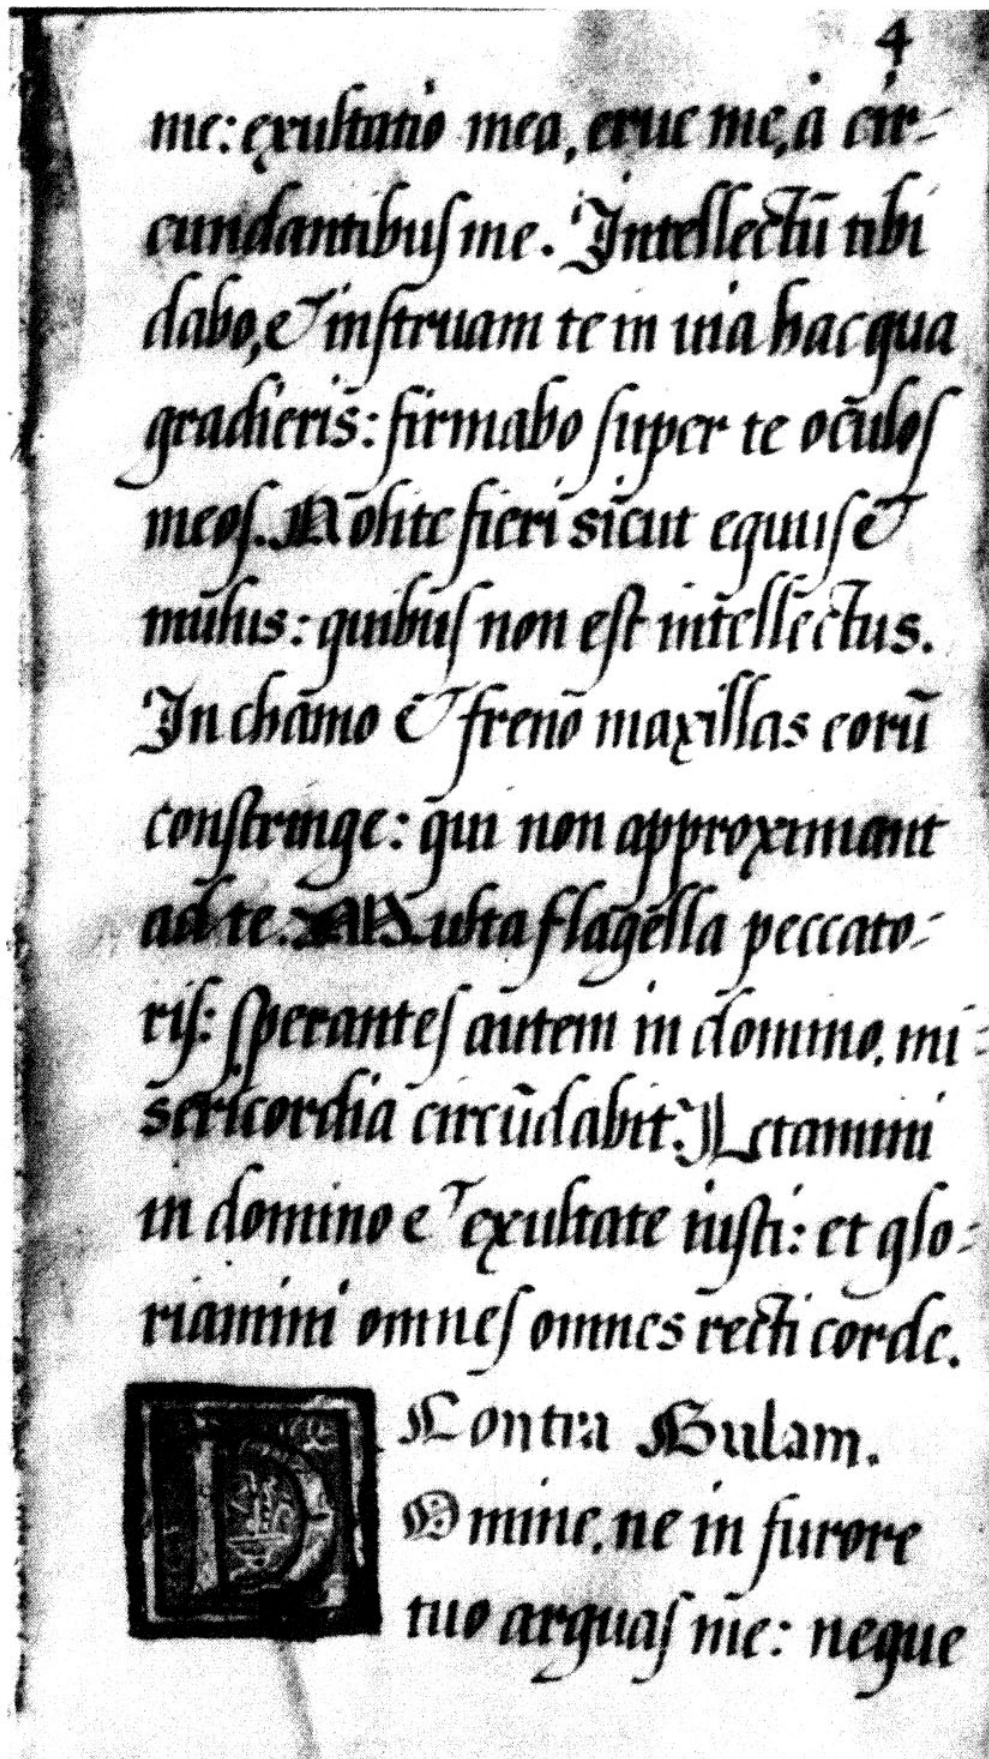 4
me: exultatio mea, erue me, a cir-
cundantibus me. Intellectū tibi
dabo, et instruam te in uia hac qua
gradieris: firmabo super te oculos
meos. Nolite fieri sicut equus et
mulus: quibus non est intellectus.
In chamo et freno maxillas eorū
constringe: qui non approximant
ad te. Multa flagella peccato-
ris: sperantes autem in domino, mi-
sericordia circūdabit. Letamini
in domino et exultate iusti: et glo-
riamini omnes omnes recti corde.
Contra Gulam.
DOmine, ne in furore
tuo arguas me: neque